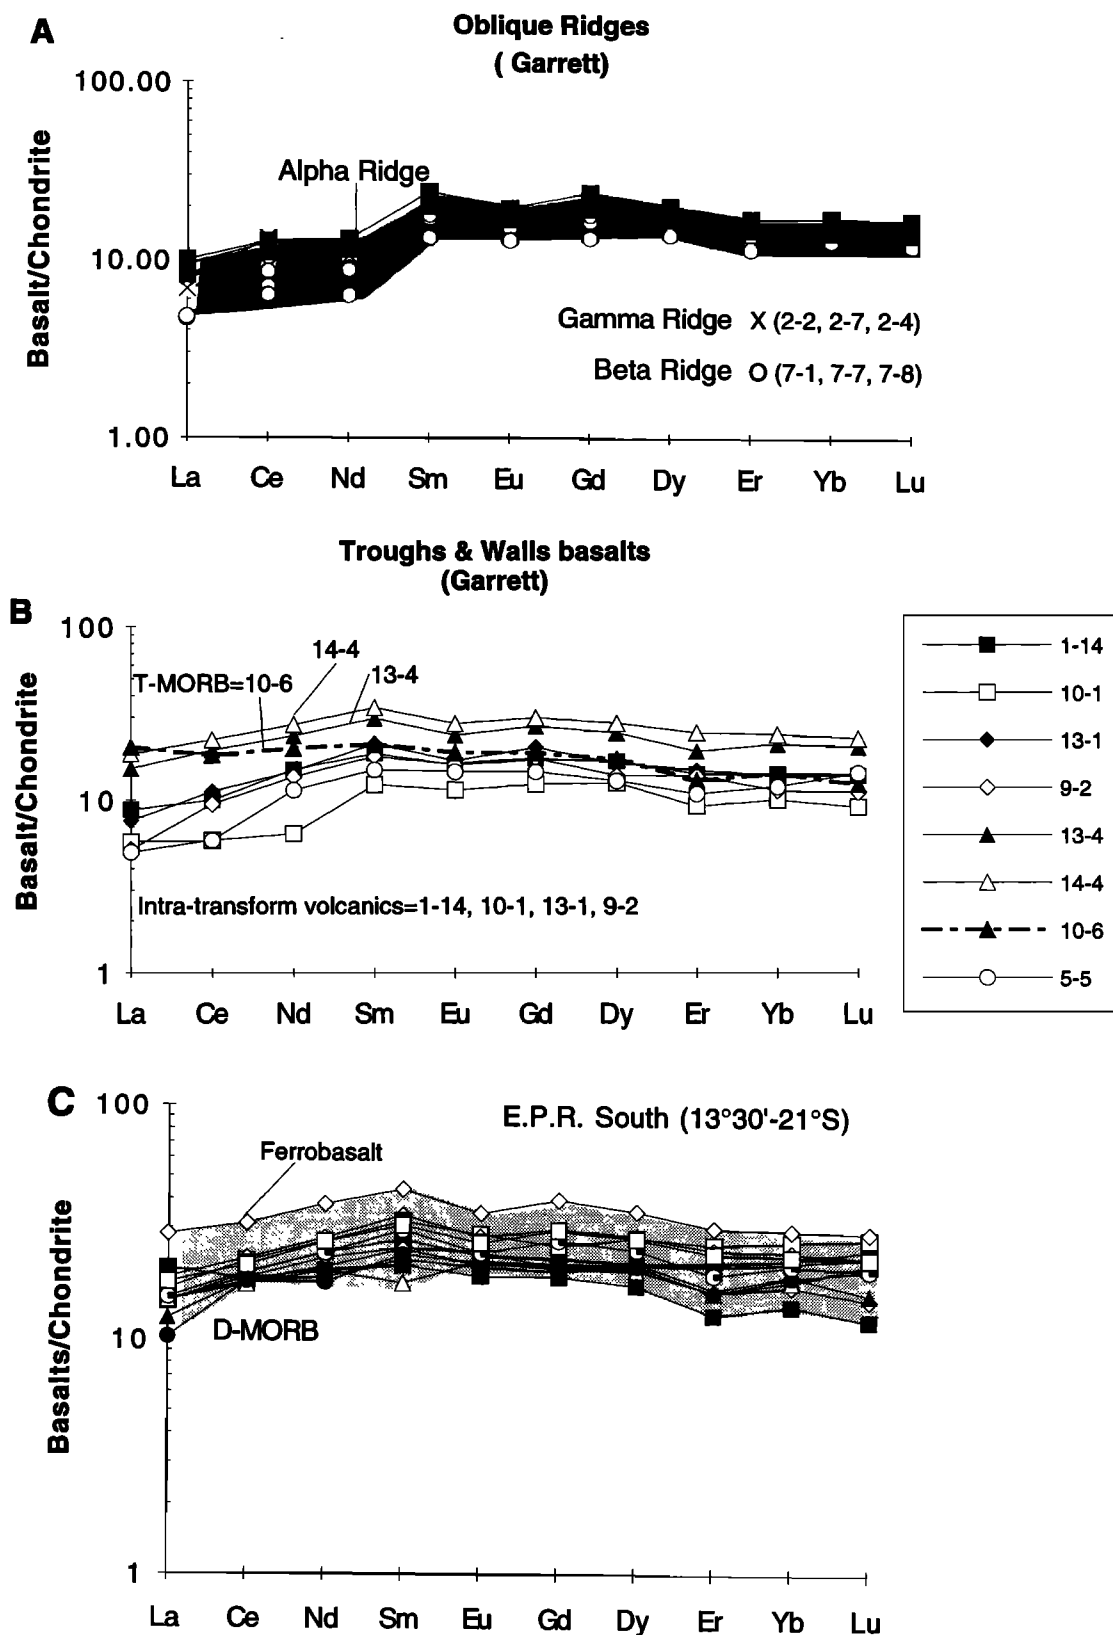 A
Oblique Ridges
( Garrett)
100.00
10.00
1.00
Basalt/Chondrite
Alpha Ridge
Gamma Ridge X (2-2, 2-7, 2-4)
Beta Ridge O (7-1, 7-7, 7-8)
La Ce Nd Sm Eu Gd Dy Er Yb Lu
Troughs & Walls basalts
(Garrett)
B
100
10
1
Basalt/Chondrite
14-4
T-MORB=10-6
13-4
Intra-transform volcanics=1-14, 10-1, 13-1, 9-2
La Ce Nd Sm Eu Gd Dy Er Yb Lu
1-14
10-1
13-1
9-2
13-4
14-4
10-6
5-5
C
100
10
1
Basalts/Chondrite
E.P.R. South (13°30'-21°S)
Ferrobasalt
D-MORB
La Ce Nd Sm Eu Gd Dy Er Yb Lu